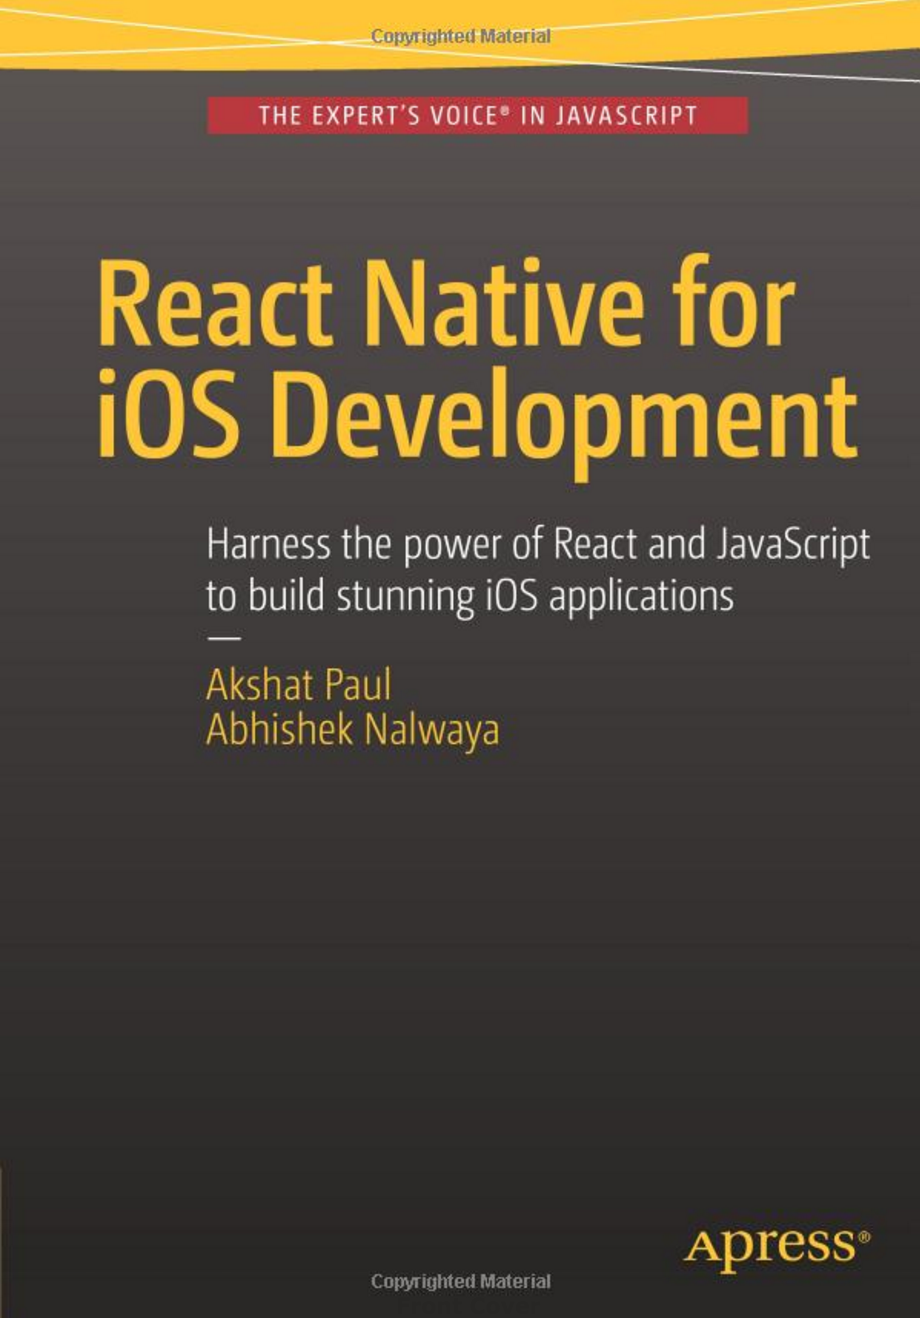 Copyrighted Material
THE EXPERT'S VOICE® IN JAVASCRIPT
React Native for
iOS Development
Harness the power of React and JavaScript
to build stunning iOS applications
—
Akshat Paul
Abhishek Nalwaya
Apress®
Copyrighted Material